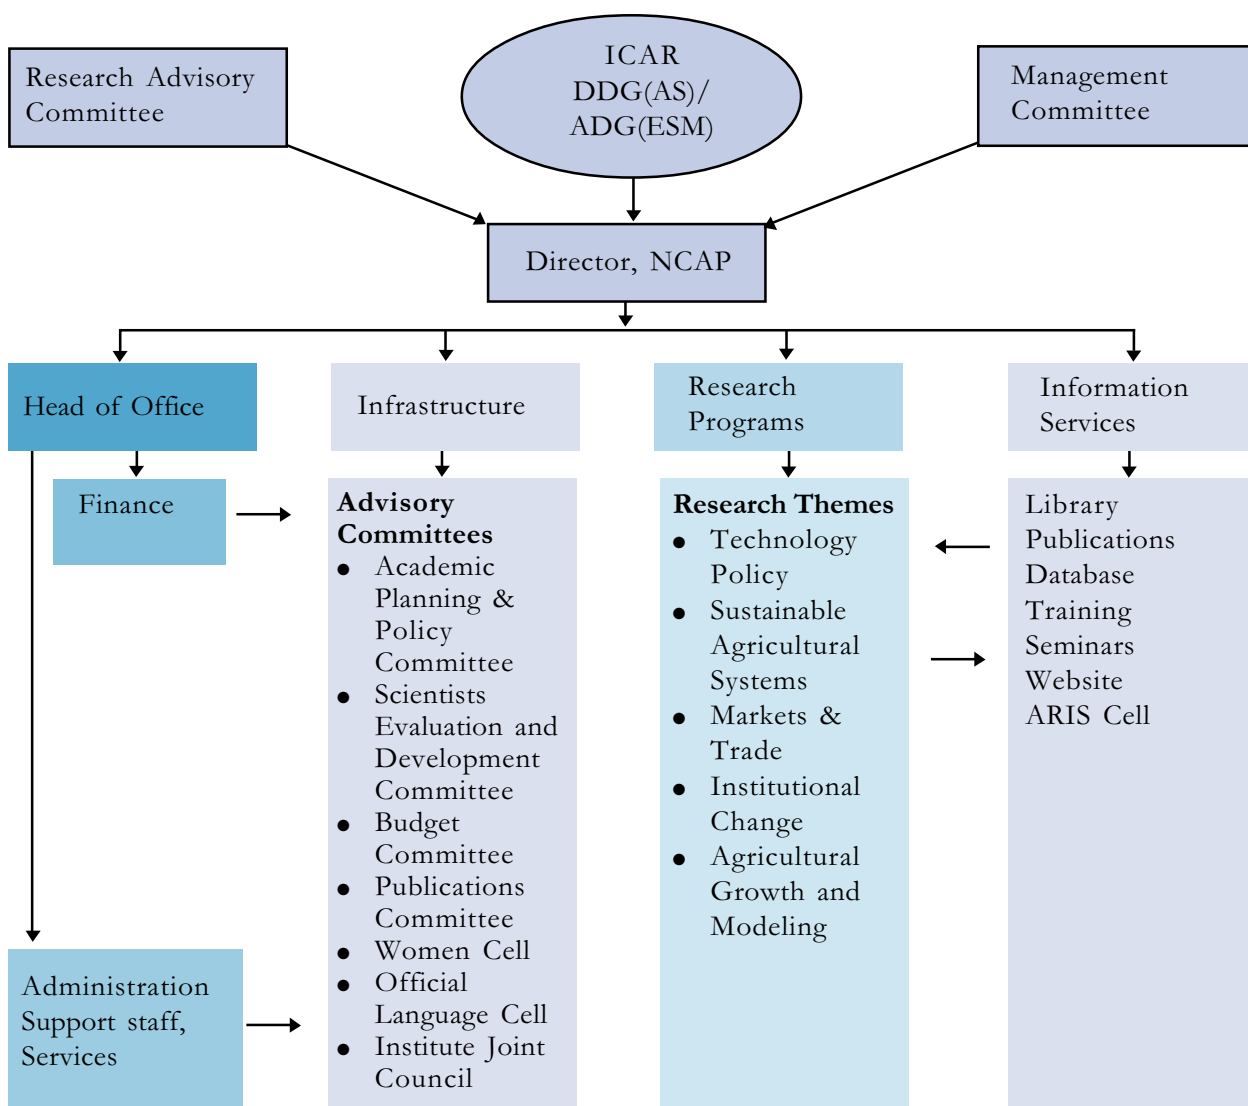 Research Advisory
Committee
ICAR
DDG(AS)/
ADG(ESM)
Management
Committee
Director, NCAP
Head of Office
Infrastructure
Research
Programs
Information
Services
Finance
Advisory
Committees
● Academic
Planning &
Policy
Committee
● Scientists
Evaluation and
Development
Committee
● Budget
Committee
● Publications
Committee
● Women Cell
● Official
Language Cell
● Institute Joint
Council
Research Themes
● Technology
Policy
● Sustainable
Agricultural
Systems
● Markets &
Trade
● Institutional
Change
● Agricultural
Growth and
Modeling
Library
Publications
Database
Training
Seminars
Website
ARIS Cell
Administration
Support staff,
Services